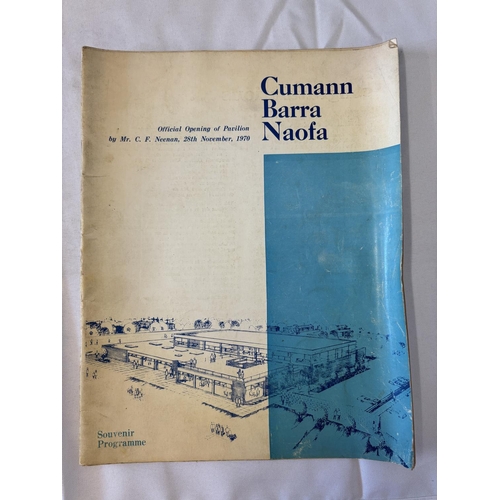 Cumann
Barra
Naofa
Official Opening of Pavilion
by Mr. C. F. Neenan, 28th November, 1970
Souvenir
Programme